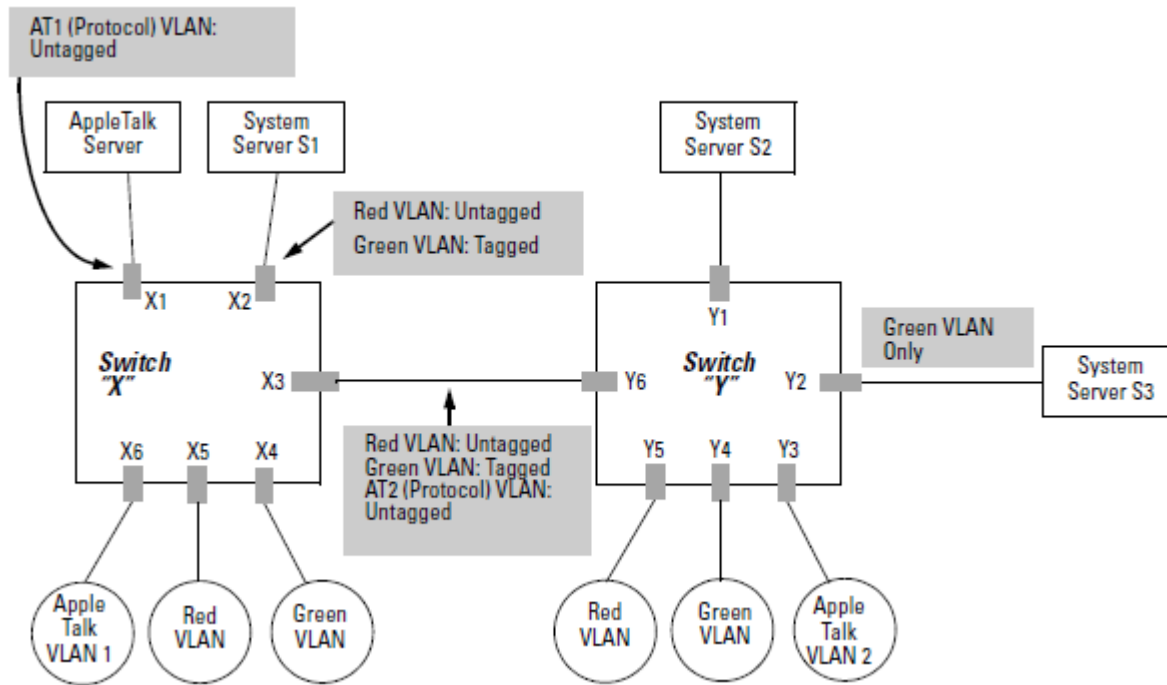 AT1 (Protocol) VLAN:
Untagged
AppleTalk
Server
System
Server S1
System
Server S2
Red VLAN: Untagged
Green VLAN: Tagged
X1
X2
Y1
Green VLAN
Only
Switch
"X"
X3
Y6
Switch
"Y"
Y2
System
Server S3
X6
X5
X4
Red VLAN: Untagged
Green VLAN: Tagged
AT2 (Protocol) VLAN:
Untagged
Y5
Y4
Y3
Apple
Talk
VLAN 1
Red
VLAN
Green
VLAN
Red
VLAN
Green
VLAN
Apple
Talk
VLAN 2